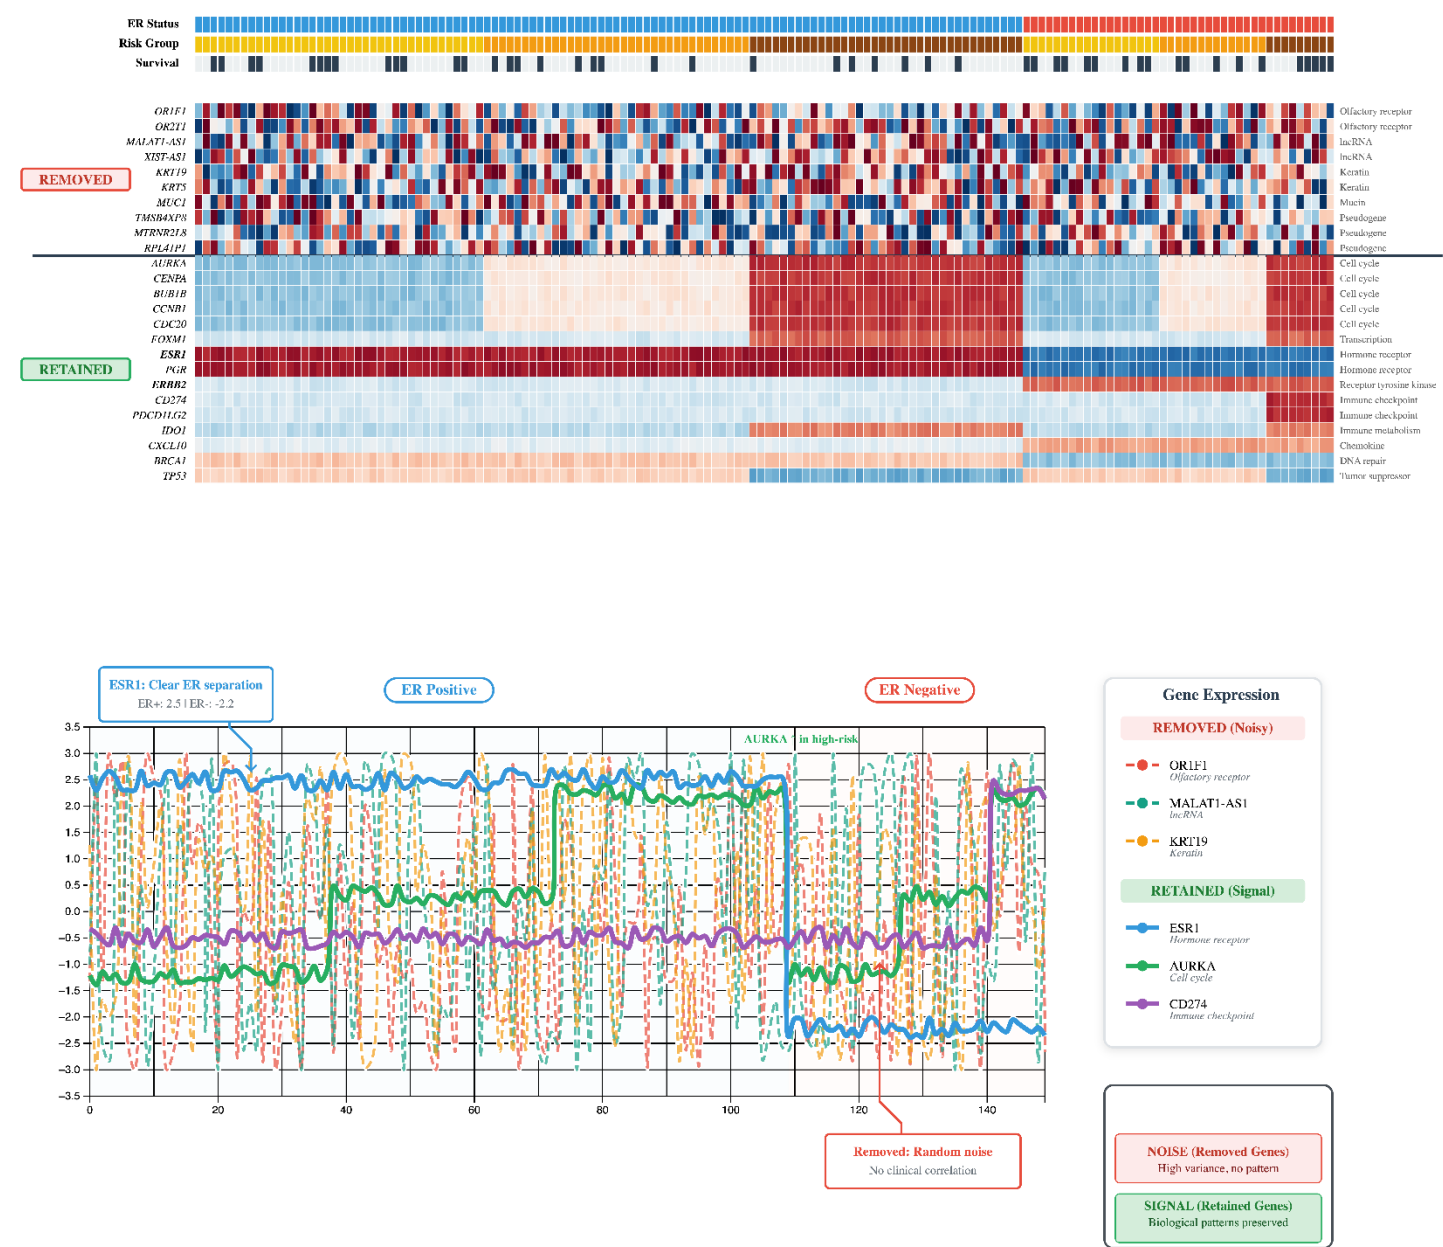 ER Status
Risk Group
Survival
OR1F1 Olfactory receptor
OR2T1 Olfactory receptor
MALAT1-AS1 lncRNA
XIST-AS1 lncRNA
KRT19 Keratin
REMOVED
KRT5 Keratin
MUC1 Mucin
TMSB4XP8 Pseudogene
MTRNR2L8 Pseudogene
RPL41P1 Pseudogene
AURKA Cell cycle
CENPA Cell cycle
BUB1B Cell cycle
CCNB1 Cell cycle
CDC20 Cell cycle
FOXM1 Transcription
ESR1 Hormone receptor
RETAINED
PGR Hormone receptor
ERBB2 Receptor tyrosine kinase
CD274 Immune checkpoint
PDCD1LG2 Immune checkpoint
IDO1 Immune metabolism
CXCL10 Chemokine
BRCA1 DNA repair
TP53 Tumor suppressor
ESR1: Clear ER separation
ER+: 2.5 | ER-: -2.2
ER Positive
ER Negative
AURKA ↑ in high-risk
3.5
3.0
2.5
2.0
1.5
1.0
0.5
0.0
−0.5
−1.0
−1.5
−2.0
−2.5
−3.0
−3.5
0 20 40 60 80 100 120 140
Removed: Random noise
No clinical correlation
Gene Expression
REMOVED (Noisy)
OR1F1
Olfactory receptor
MALAT1-AS1
lncRNA
KRT19
Keratin
RETAINED (Signal)
ESR1
Hormone receptor
AURKA
Cell cycle
CD274
Immune checkpoint
NOISE (Removed Genes)
High variance, no pattern
SIGNAL (Retained Genes)
Biological patterns preserved